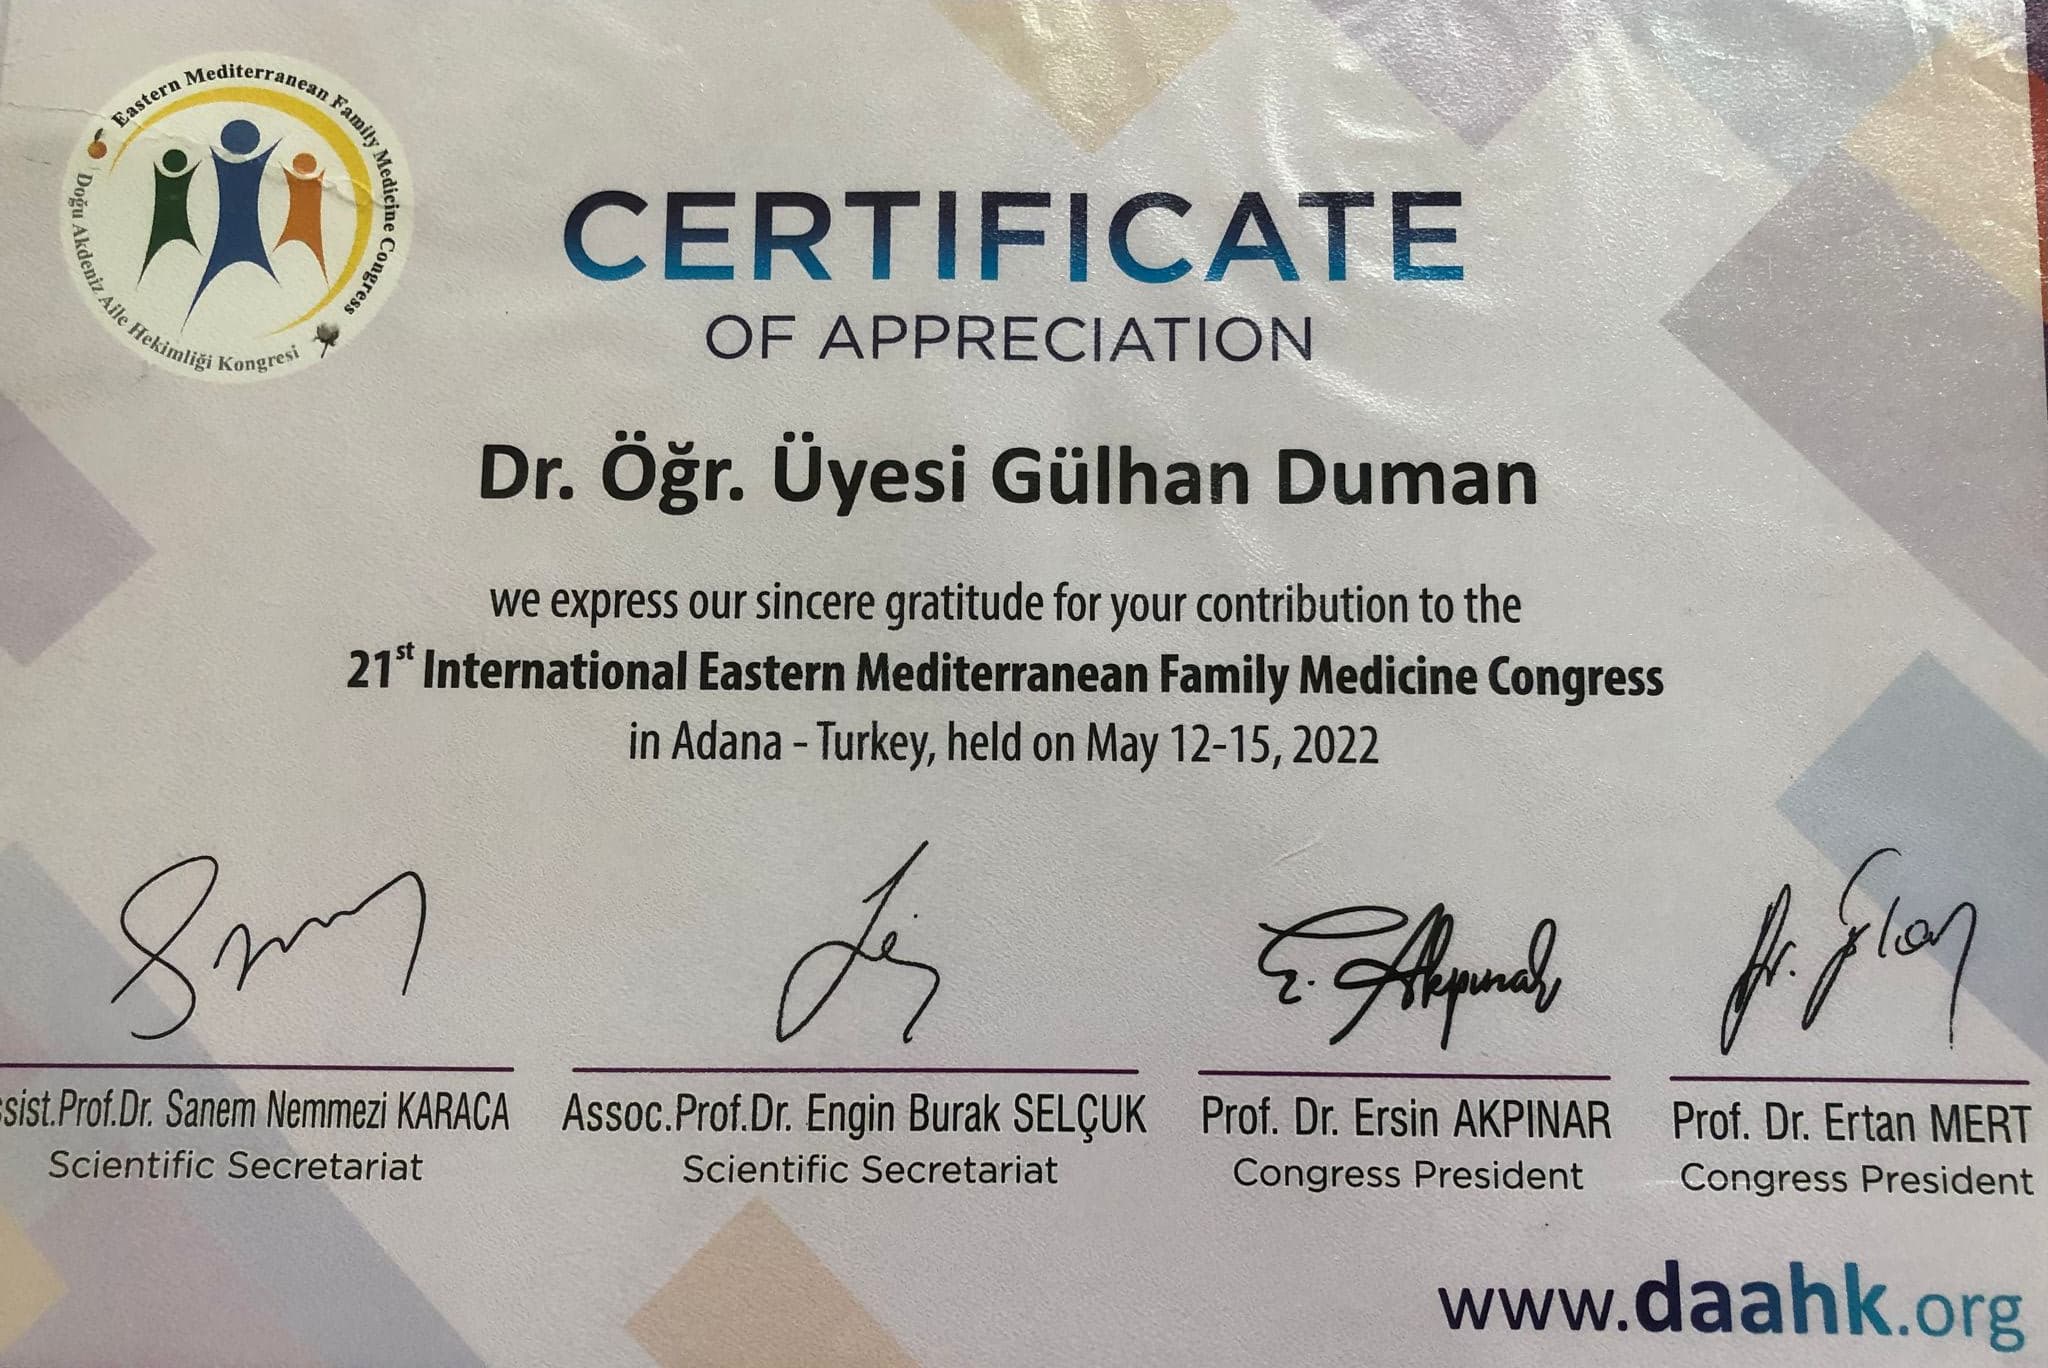 Eastern Mediterranean Family Medicine Congress
Doğu Akdeniz Aile Hekimliği Kongresi
CERTIFICATE
OF APPRECIATION
Dr. Öğr. Üyesi Gülhan Duman
we express our sincere gratitude for your contribution to the
21st International Eastern Mediterranean Family Medicine Congress
in Adana - Turkey, held on May 12-15, 2022
E. Akpınar
ssist.Prof.Dr. Sanem Nemmezi KARACA
Scientific Secretariat
Assoc.Prof.Dr. Engin Burak SELÇUK
Scientific Secretariat
Prof. Dr. Ersin AKPINAR
Congress President
Prof. Dr. Ertan MERT
Congress President
www.daahk.org